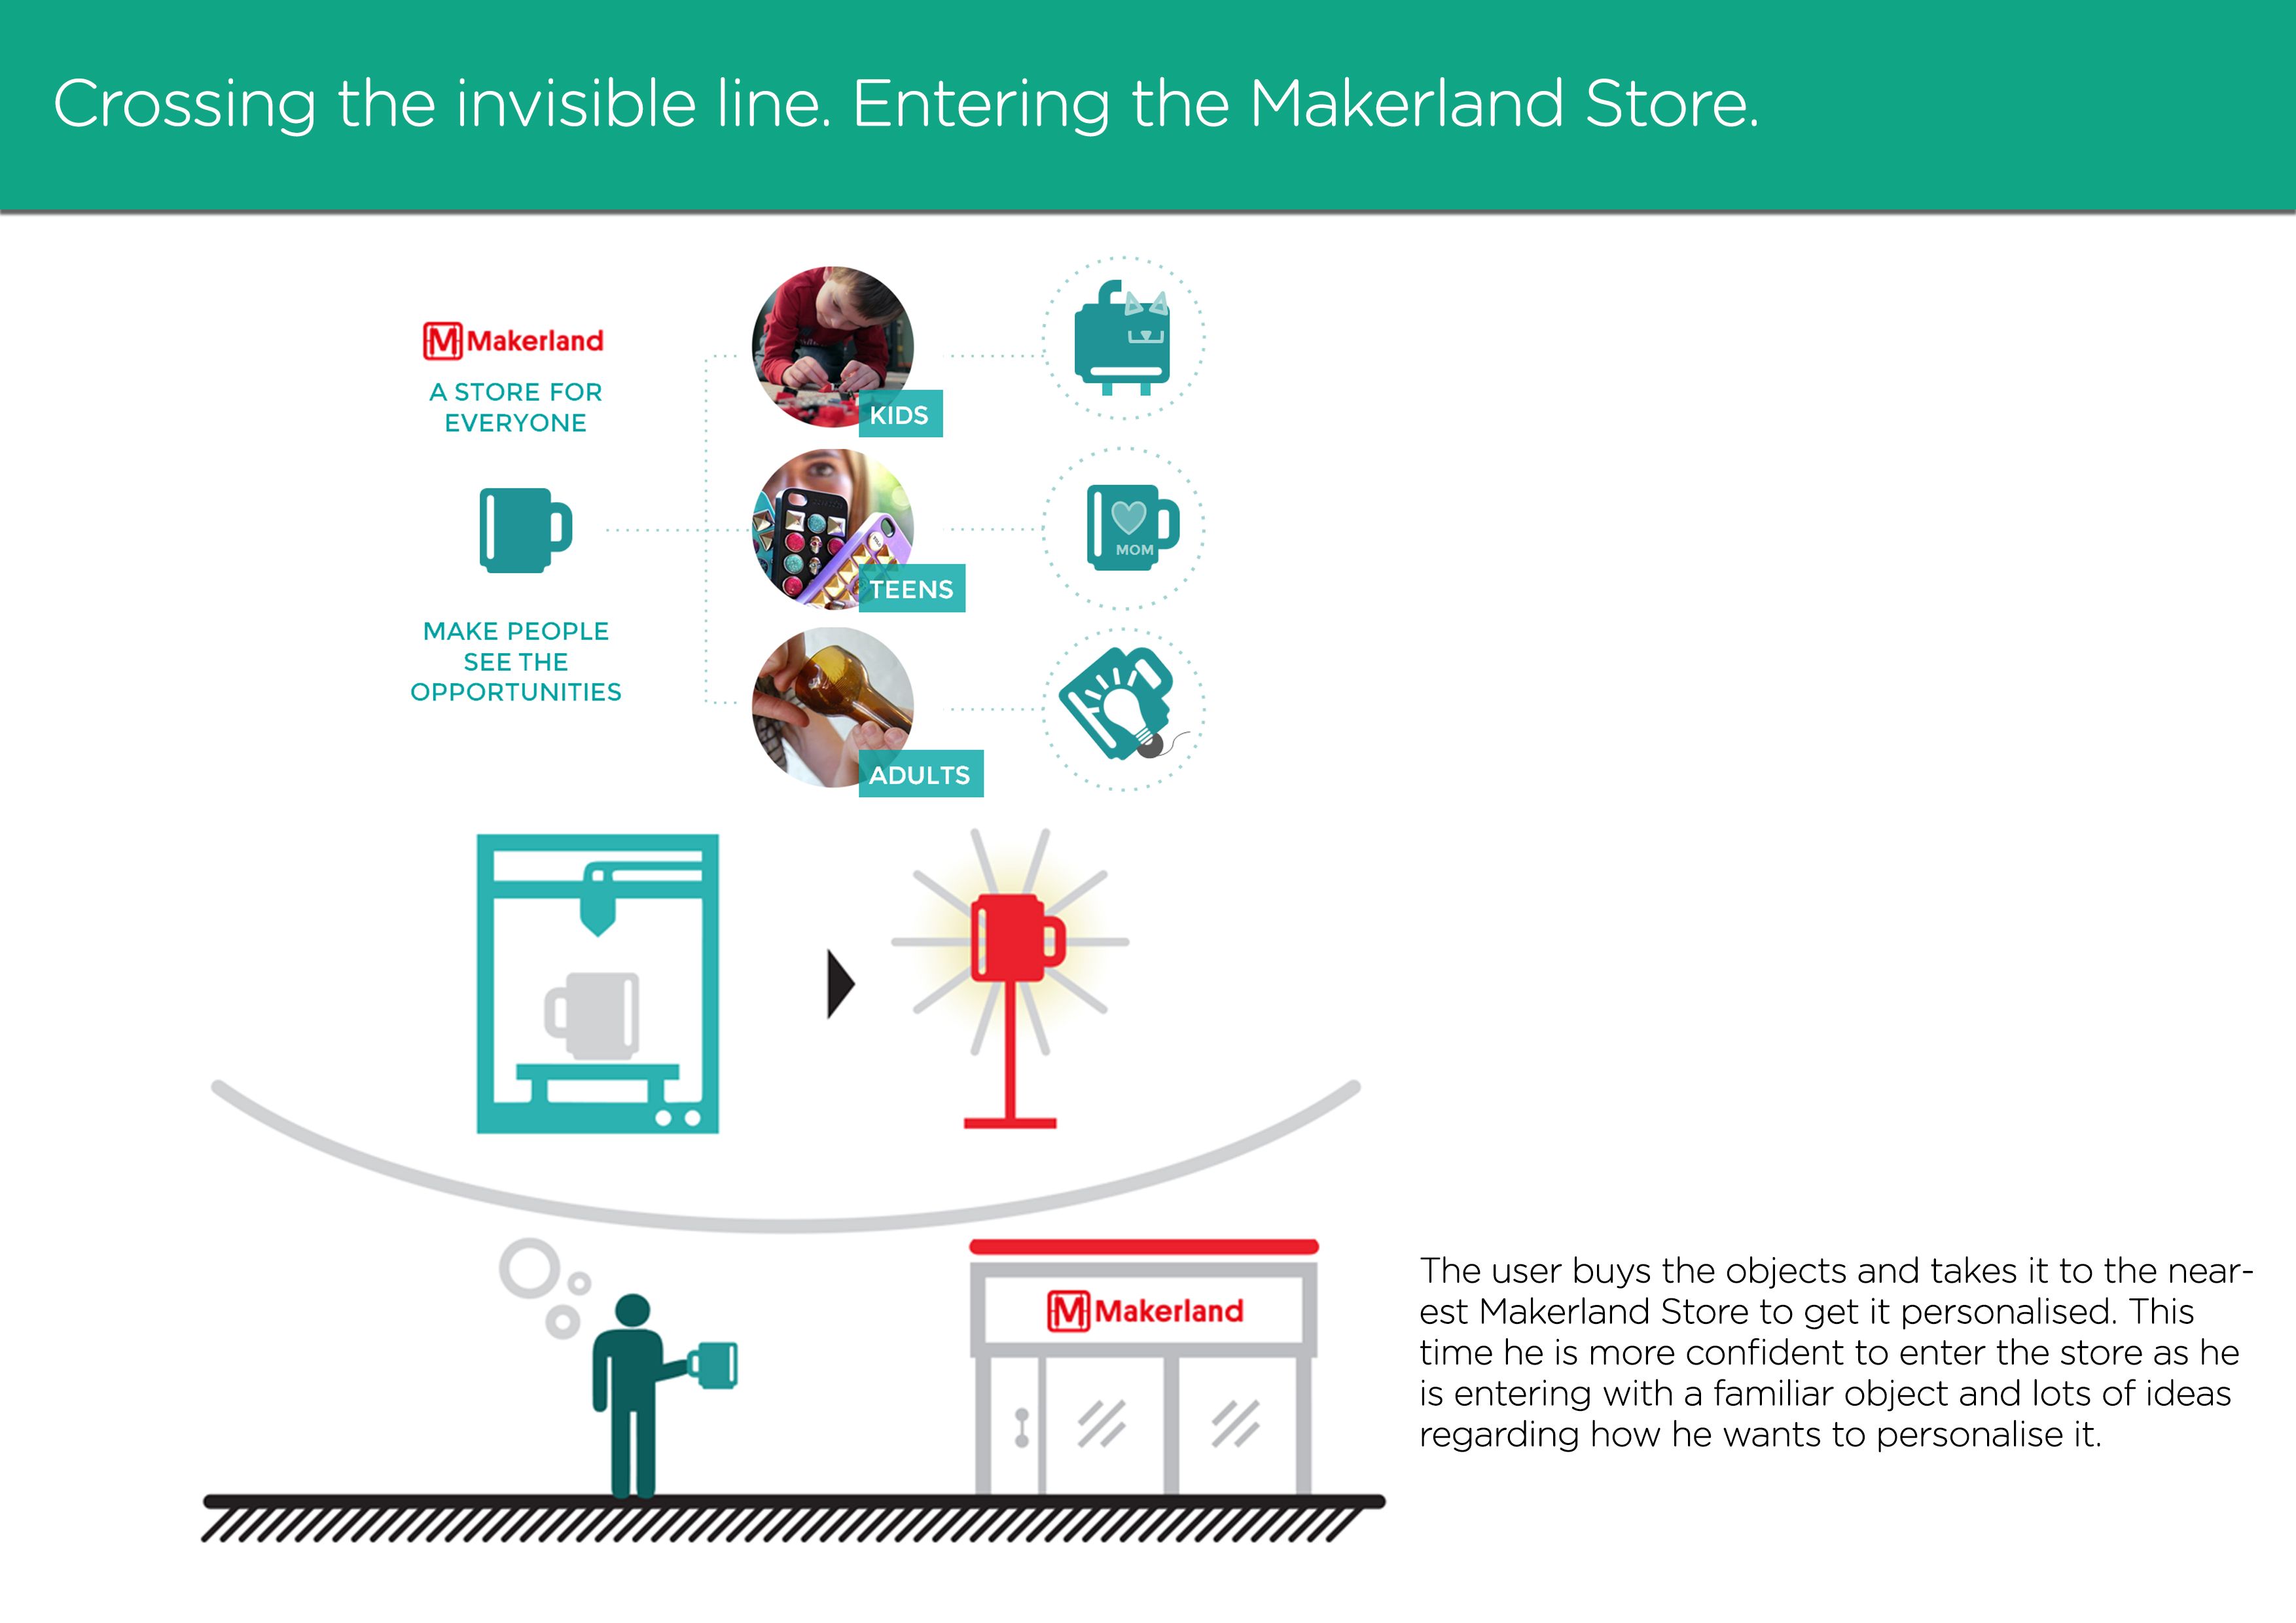 Crossing the invisible line. Entering the Makerland Store.
M Makerland
A STORE FOR
EVERYONE
MAKE PEOPLE
SEE THE
OPPORTUNITIES
KIDS
TEENS
MOM
ADULTS
M Makerland
The user buys the objects and takes it to the near-
est Makerland Store to get it personalised. This
time he is more confident to enter the store as he
is entering with a familiar object and lots of ideas
regarding how he wants to personalise it.